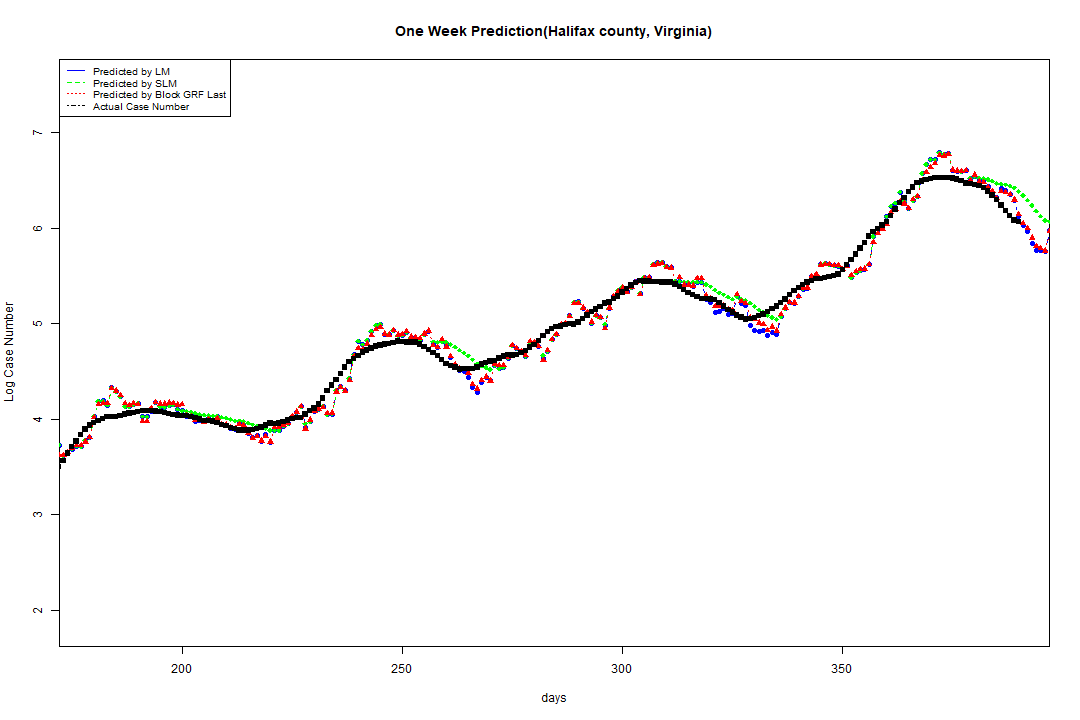 One Week Prediction(Halifax county, Virginia)
Predicted by LM
Predicted by SLM
Predicted by Block GRF Last
Actual Case Number
7
6
5
4
3
2
Log Case Number
200 250 300 350
days